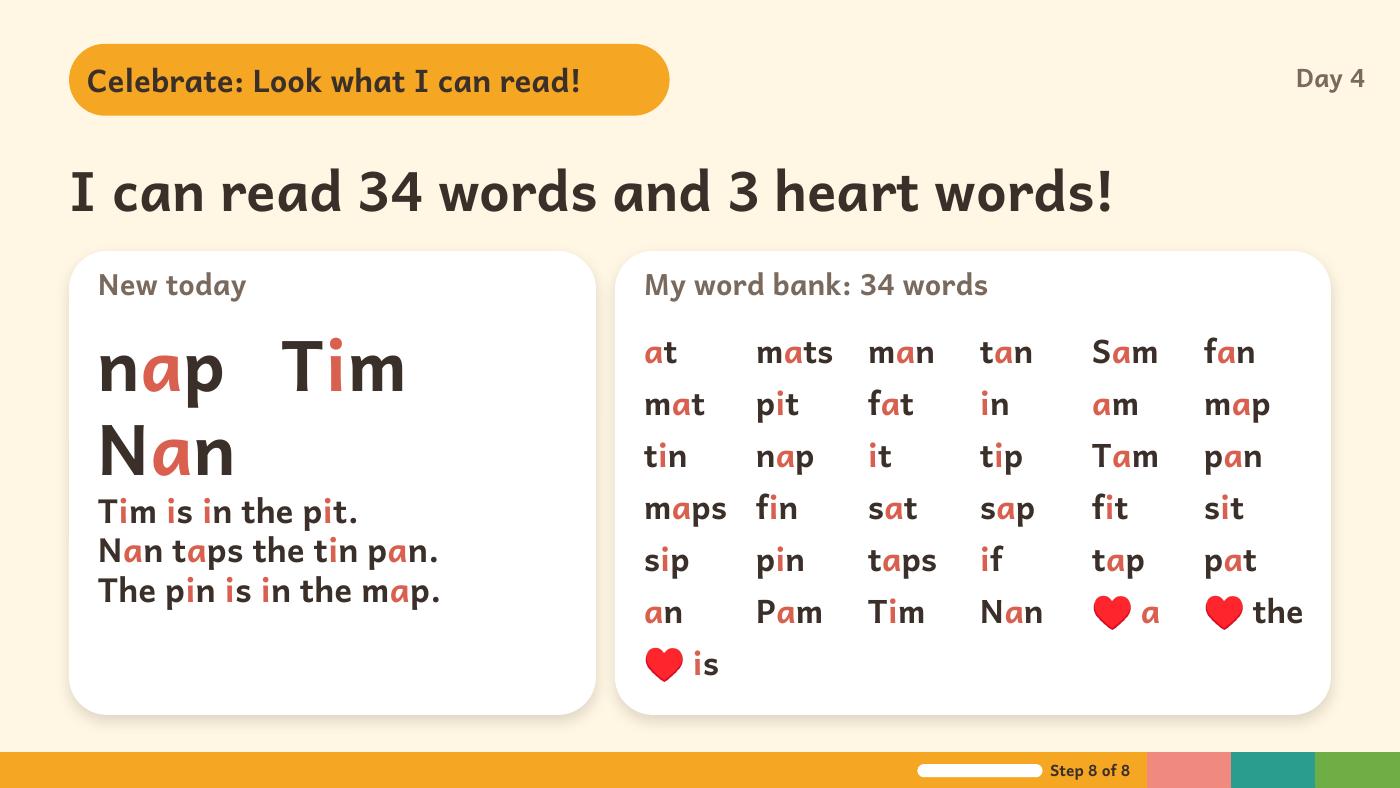 Celebrate: Look what I can read!
Day 4
I can read 34 words and 3 heart words!
New today
nap Tim
Nan
Tim is in the pit.
Nan taps the tin pan.
The pin is in the map.
My word bank: 34 words
at mats man tan Sam fan
mat pit fat in am map
tin nap it tip Tam pan
maps fin sat sap fit sit
sip pin taps if tap pat
an Pam Tim Nan ❤️ a ❤️ the
❤️ is
Step 8 of 8